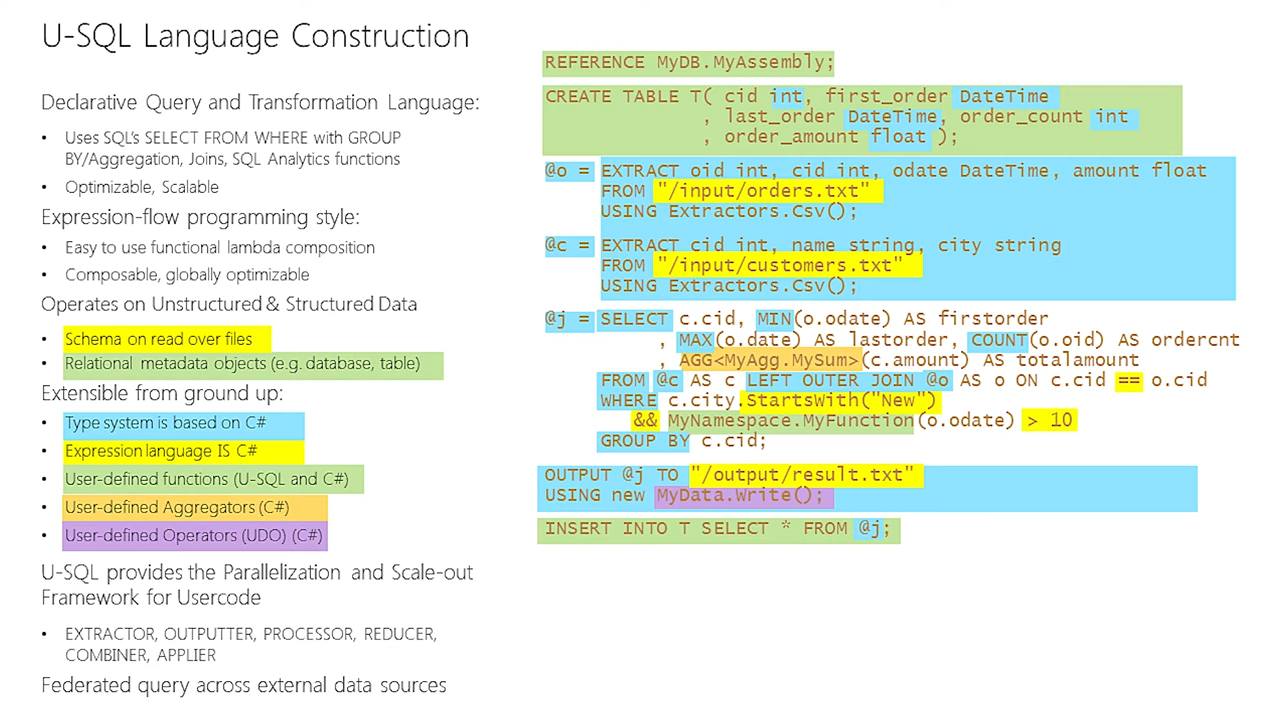 U-SQL Language Construction
Declarative Query and Transformation Language:
• Uses SQL's SELECT FROM WHERE with GROUP
BY/Aggregation, Joins, SQL Analytics functions
• Optimizable, Scalable
Expression-flow programming style:
• Easy to use functional lambda composition
• Composable, globally optimizable
Operates on Unstructured & Structured Data
• Schema on read over files
• Relational metadata objects (e.g. database, table)
Extensible from ground up:
• Type system is based on C#
• Expression language IS C#
• User-defined functions (U-SQL and C#)
• User-defined Aggregators (C#)
• User-defined Operators (UDO) (C#)
U-SQL provides the Parallelization and Scale-out
Framework for Usercode
• EXTRACTOR, OUTPUTTER, PROCESSOR, REDUCER,
COMBINER, APPLIER
Federated query across external data sources
REFERENCE MyDB.MyAssembly;
CREATE TABLE T( cid int, first_order DateTime
, last_order DateTime, order_count int
, order_amount float );
@o = EXTRACT oid int, cid int, odate DateTime, amount float
FROM "/input/orders.txt"
USING Extractors.Csv();
@c = EXTRACT cid int, name string, city string
FROM "/input/customers.txt"
USING Extractors.Csv();
@j = SELECT c.cid, MIN(o.odate) AS firstorder
, MAX(o.date) AS lastorder, COUNT(o.oid) AS ordercnt
, AGG<MyAgg.MySum>(c.amount) AS totalamount
FROM @c AS c LEFT OUTER JOIN @o AS o ON c.cid == o.cid
WHERE c.city.StartsWith("New")
&& MyNamespace.MyFunction(o.odate) > 10
GROUP BY c.cid;
OUTPUT @j TO "/output/result.txt"
USING new MyData.Write();
INSERT INTO T SELECT * FROM @j;